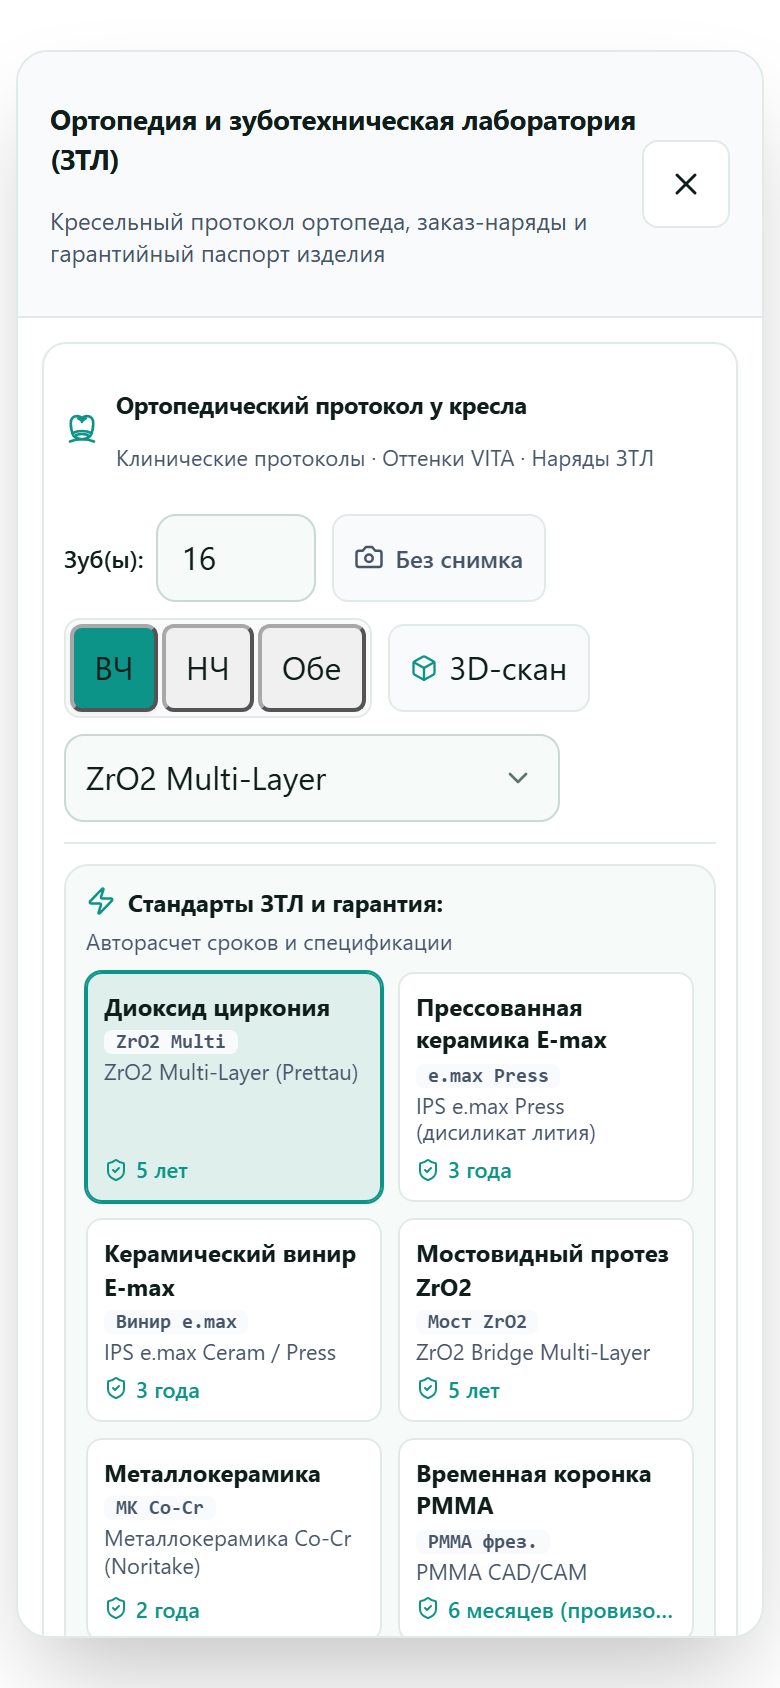 Ортопедия и зуботехническая лаборатория
(ЗТЛ)
Кресельный протокол ортопеда, заказ-наряды и
гарантийный паспорт изделия
Ортопедический протокол у кресла
Клинические протоколы · Оттенки VITA · Наряды ЗТЛ
Зуб(ы):
16
Без снимка
ВЧ
НЧ
Обе
3D-скан
ZrO2 Multi-Layer
Стандарты ЗТЛ и гарантия:
Авторасчет сроков и спецификации
Диоксид циркония
ZrO2 Multi
ZrO2 Multi-Layer (Prettau)
5 лет
Прессованная
керамика E-max
e.max Press
IPS e.max Press
(дисиликат лития)
3 года
Керамический винир
E-max
Винир e.max
IPS e.max Ceram / Press
3 года
Мостовидный протез
ZrO2
Мост ZrO2
ZrO2 Bridge Multi-Layer
5 лет
Металлокерамика
МК Co-Cr
Металлокерамика Co-Cr
(Noritake)
2 года
Временная коронка
PMMA
PMMA фрез.
PMMA CAD/CAM
6 месяцев (провизо...